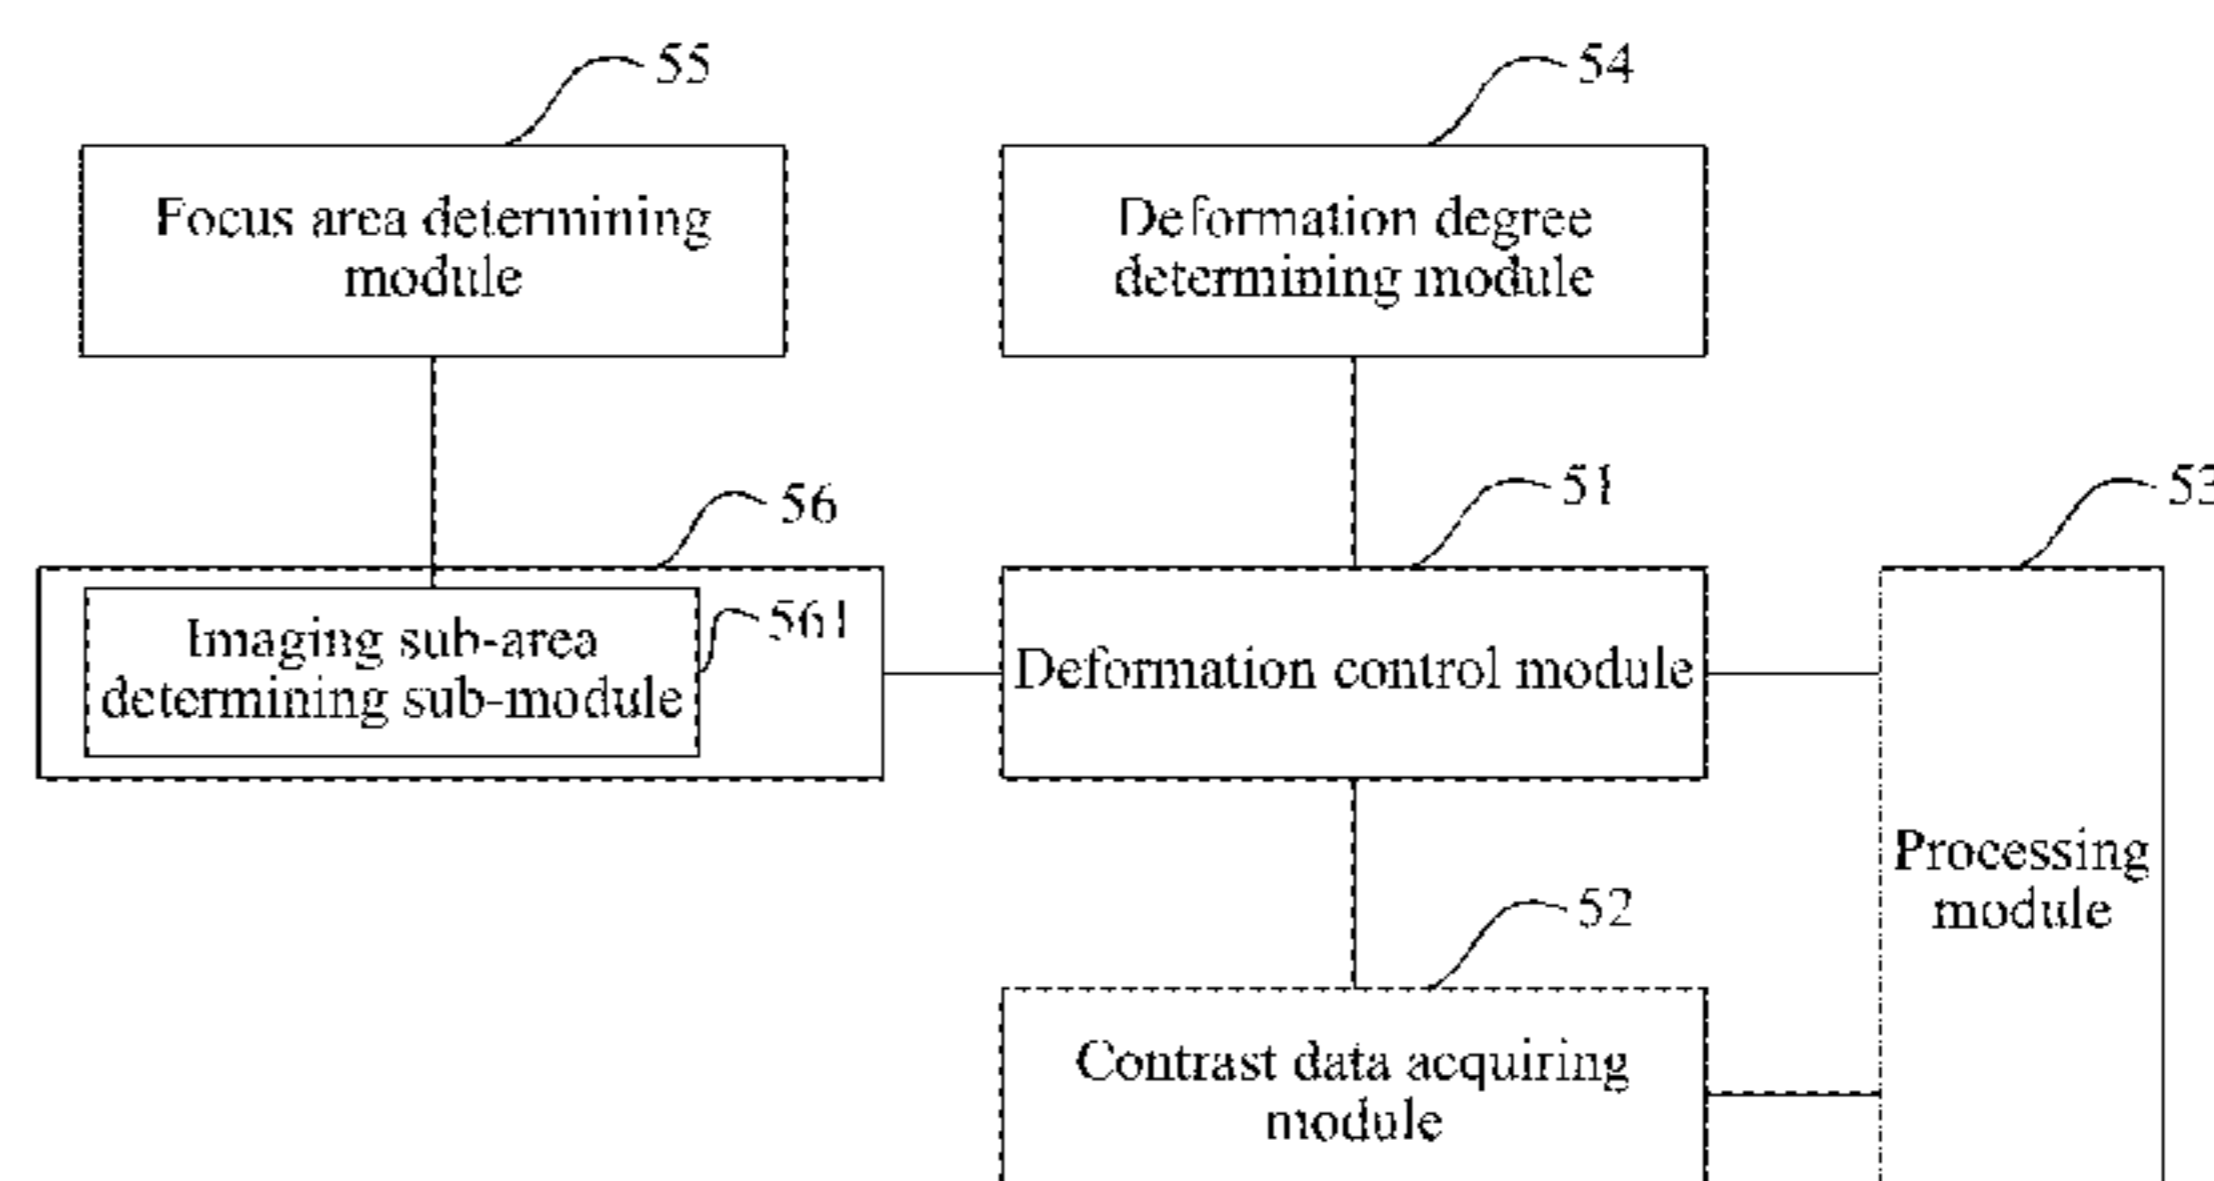 55
54
Focus area determining
module
Deformation degree
determining module
56
51
53
Imaging sub-area
determining sub-module
561
Deformation control module
Processing
module
52
Contrast data acquiring
module